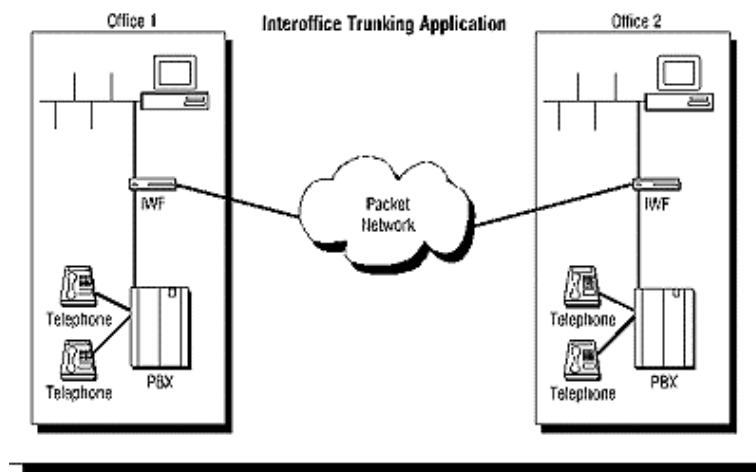 Office 1
Interoffice Trunking Application
Office 2
IWF
Packet
Network
IWF
Telephone
Telephone
PBX
Telephone
Telephone
PBX